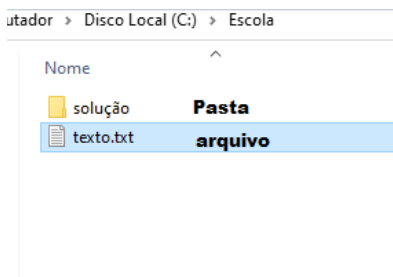 utador > Disco Local (C:) > Escola
Nome
solução Pasta
texto.txt arquivo